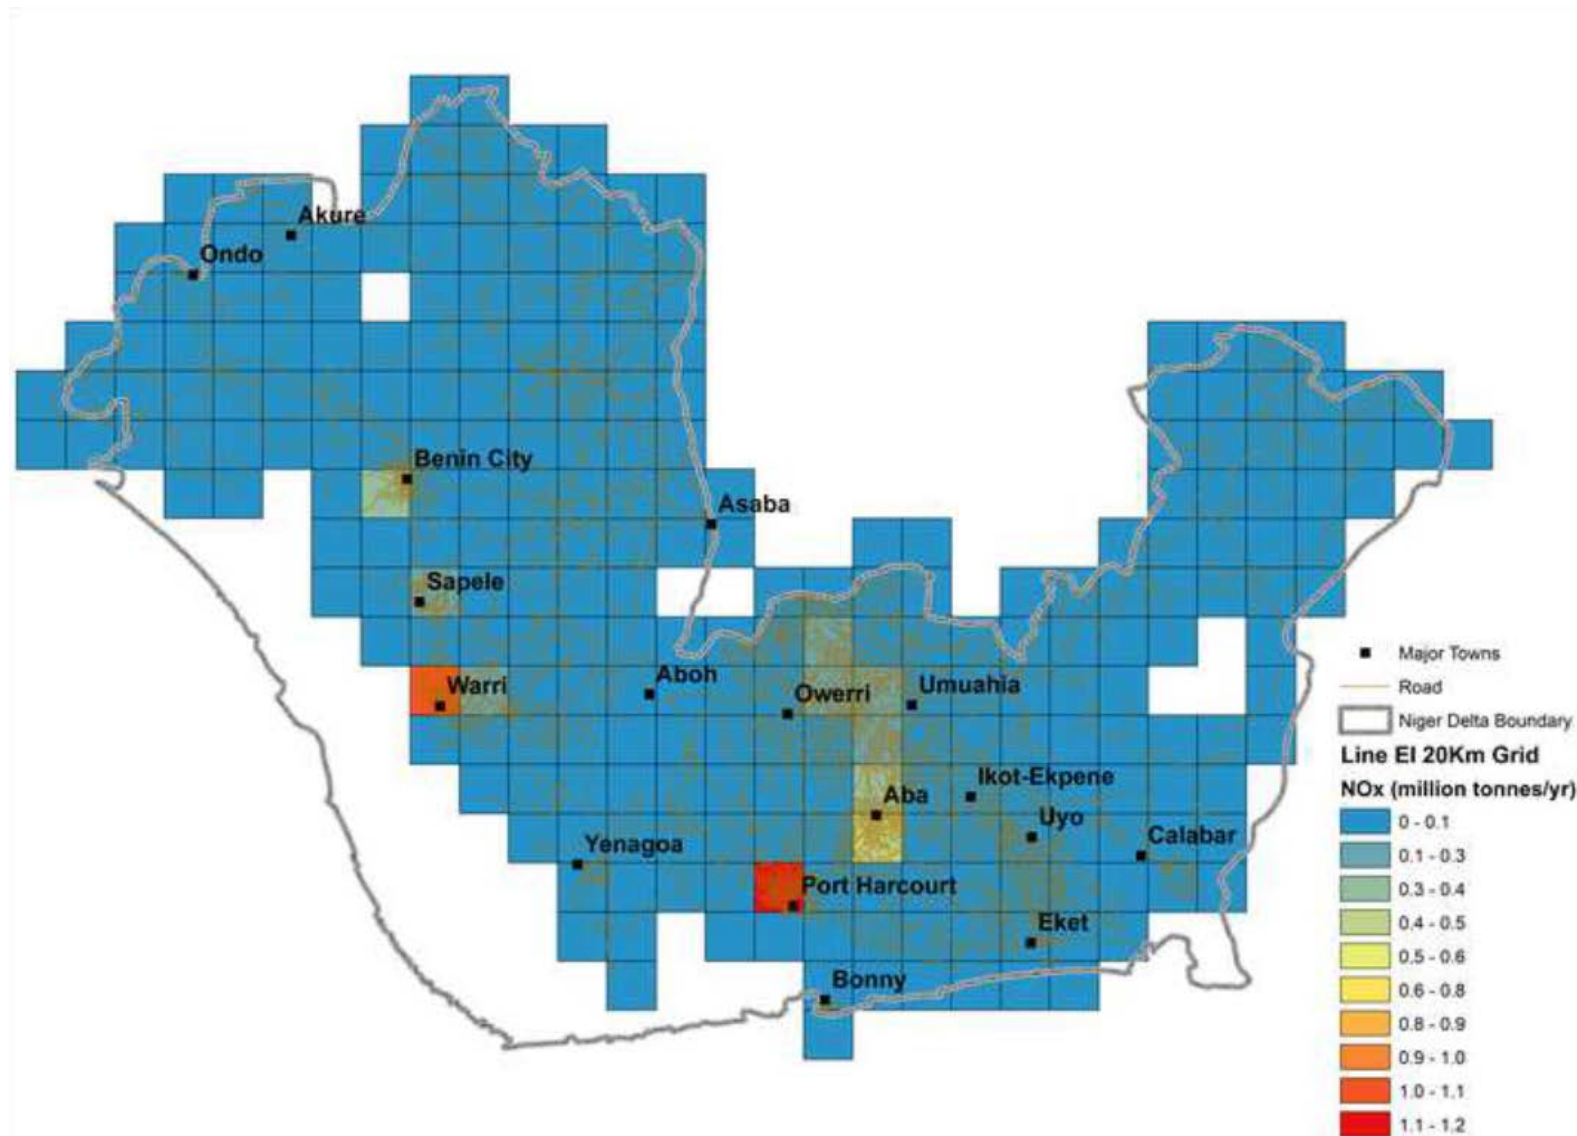 Akure
Ondo
Benin City
Asaba
Sapele
Warri
Aboh
Owerri
Umuahia
Ikot-Ekpene
Aba
Uyo
Calabar
Yenagoa
Port Harcourt
Eket
Bonny
Major Towns
Road
Niger Delta Boundary
Line EI 20Km Grid
NOx (million tonnes/yr)
0 - 0.1
0.1 - 0.3
0.3 - 0.4
0.4 - 0.5
0.5 - 0.6
0.6 - 0.8
0.8 - 0.9
0.9 - 1.0
1.0 - 1.1
1.1 - 1.2